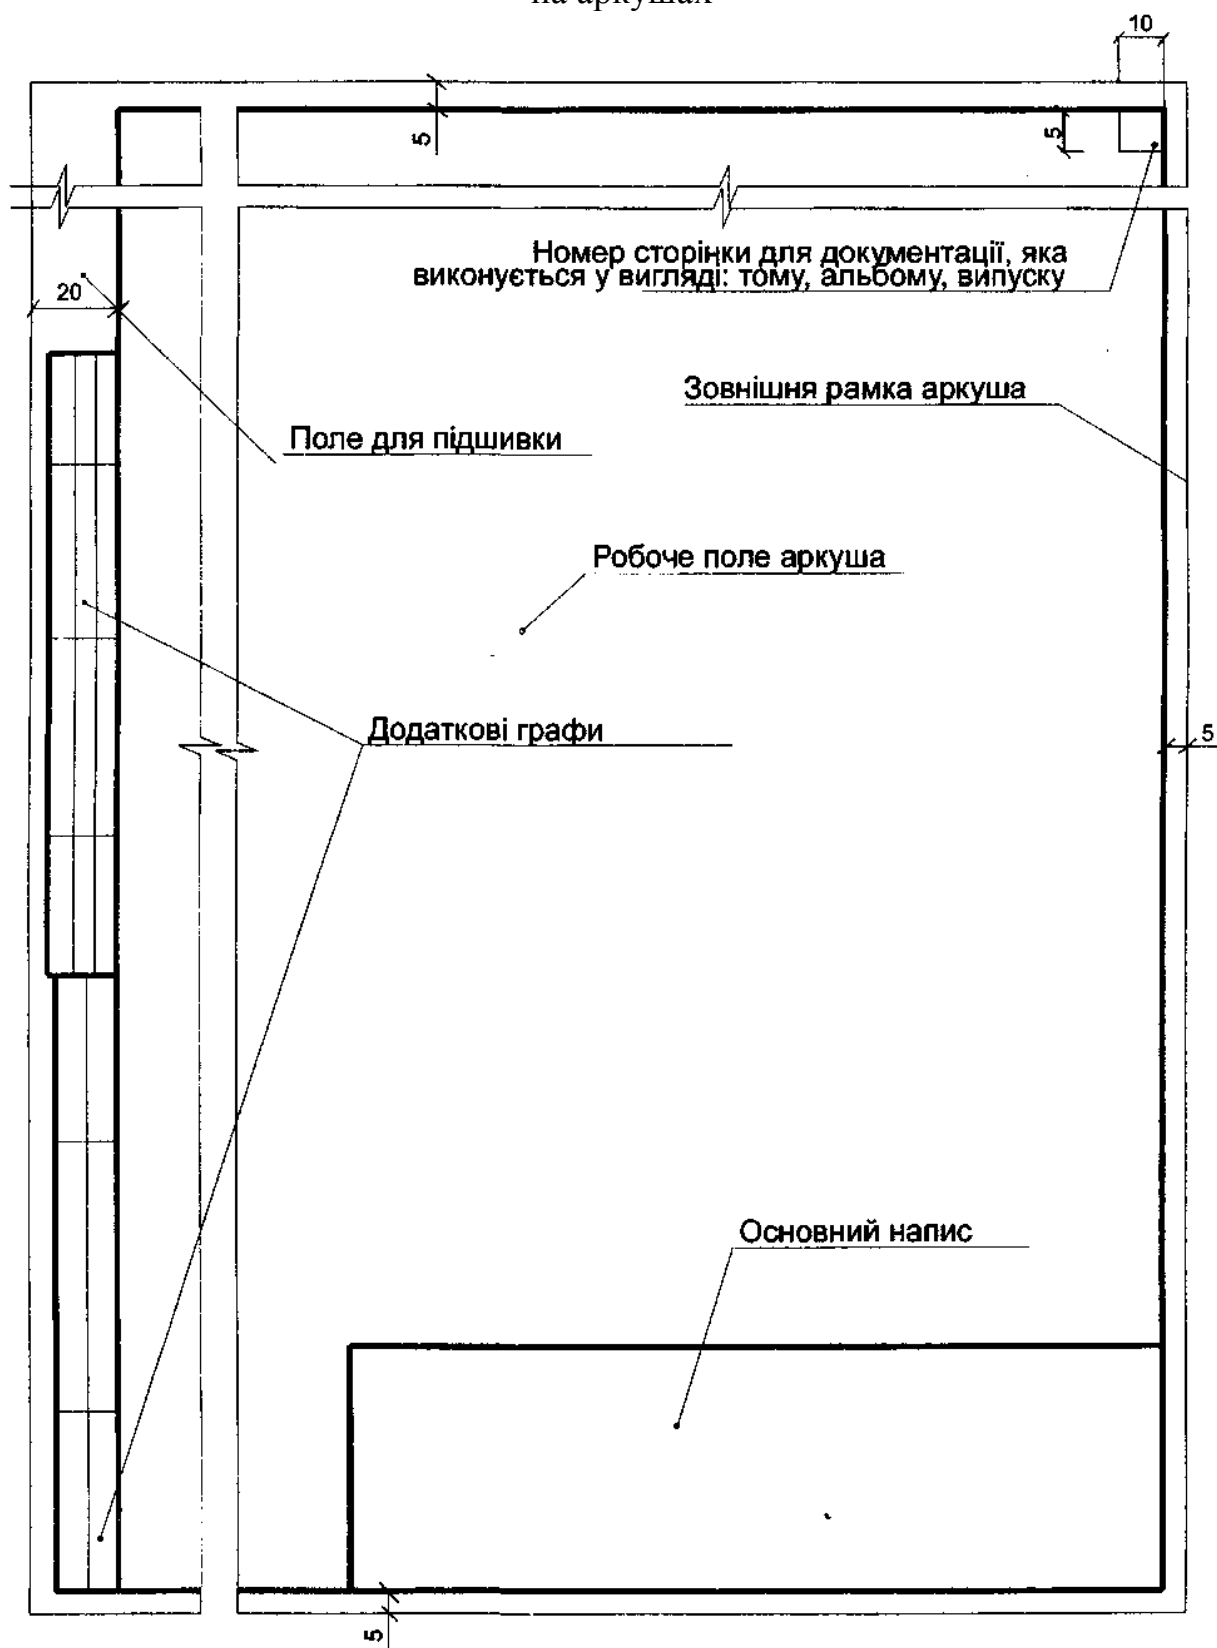 на аркушах
10
5
5
Номер сторінки для документації, яка
виконується у вигляді: тому, альбому, випуску
20
Зовнішня рамка аркуша
Поле для підшивки
Робоче поле аркуша
Додаткові графи
5
Основний напис
5